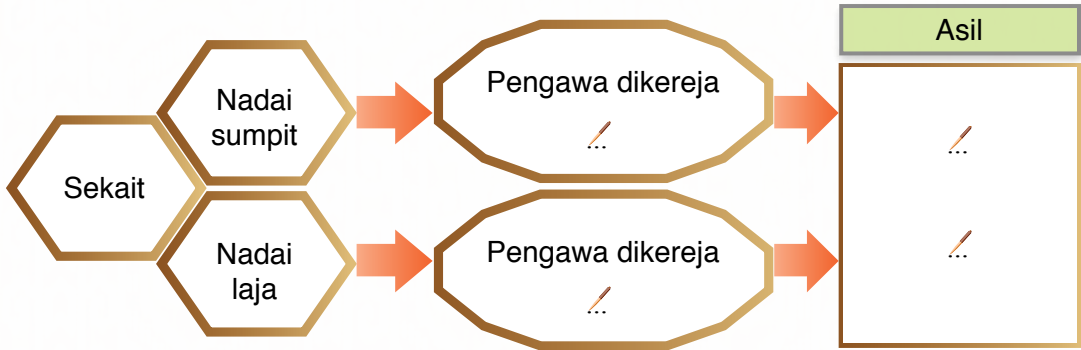 Asil
Sekait
Nadai
sumpit
Pengawa dikereja
...
...
Nadai
laja
Pengawa dikereja
...
...